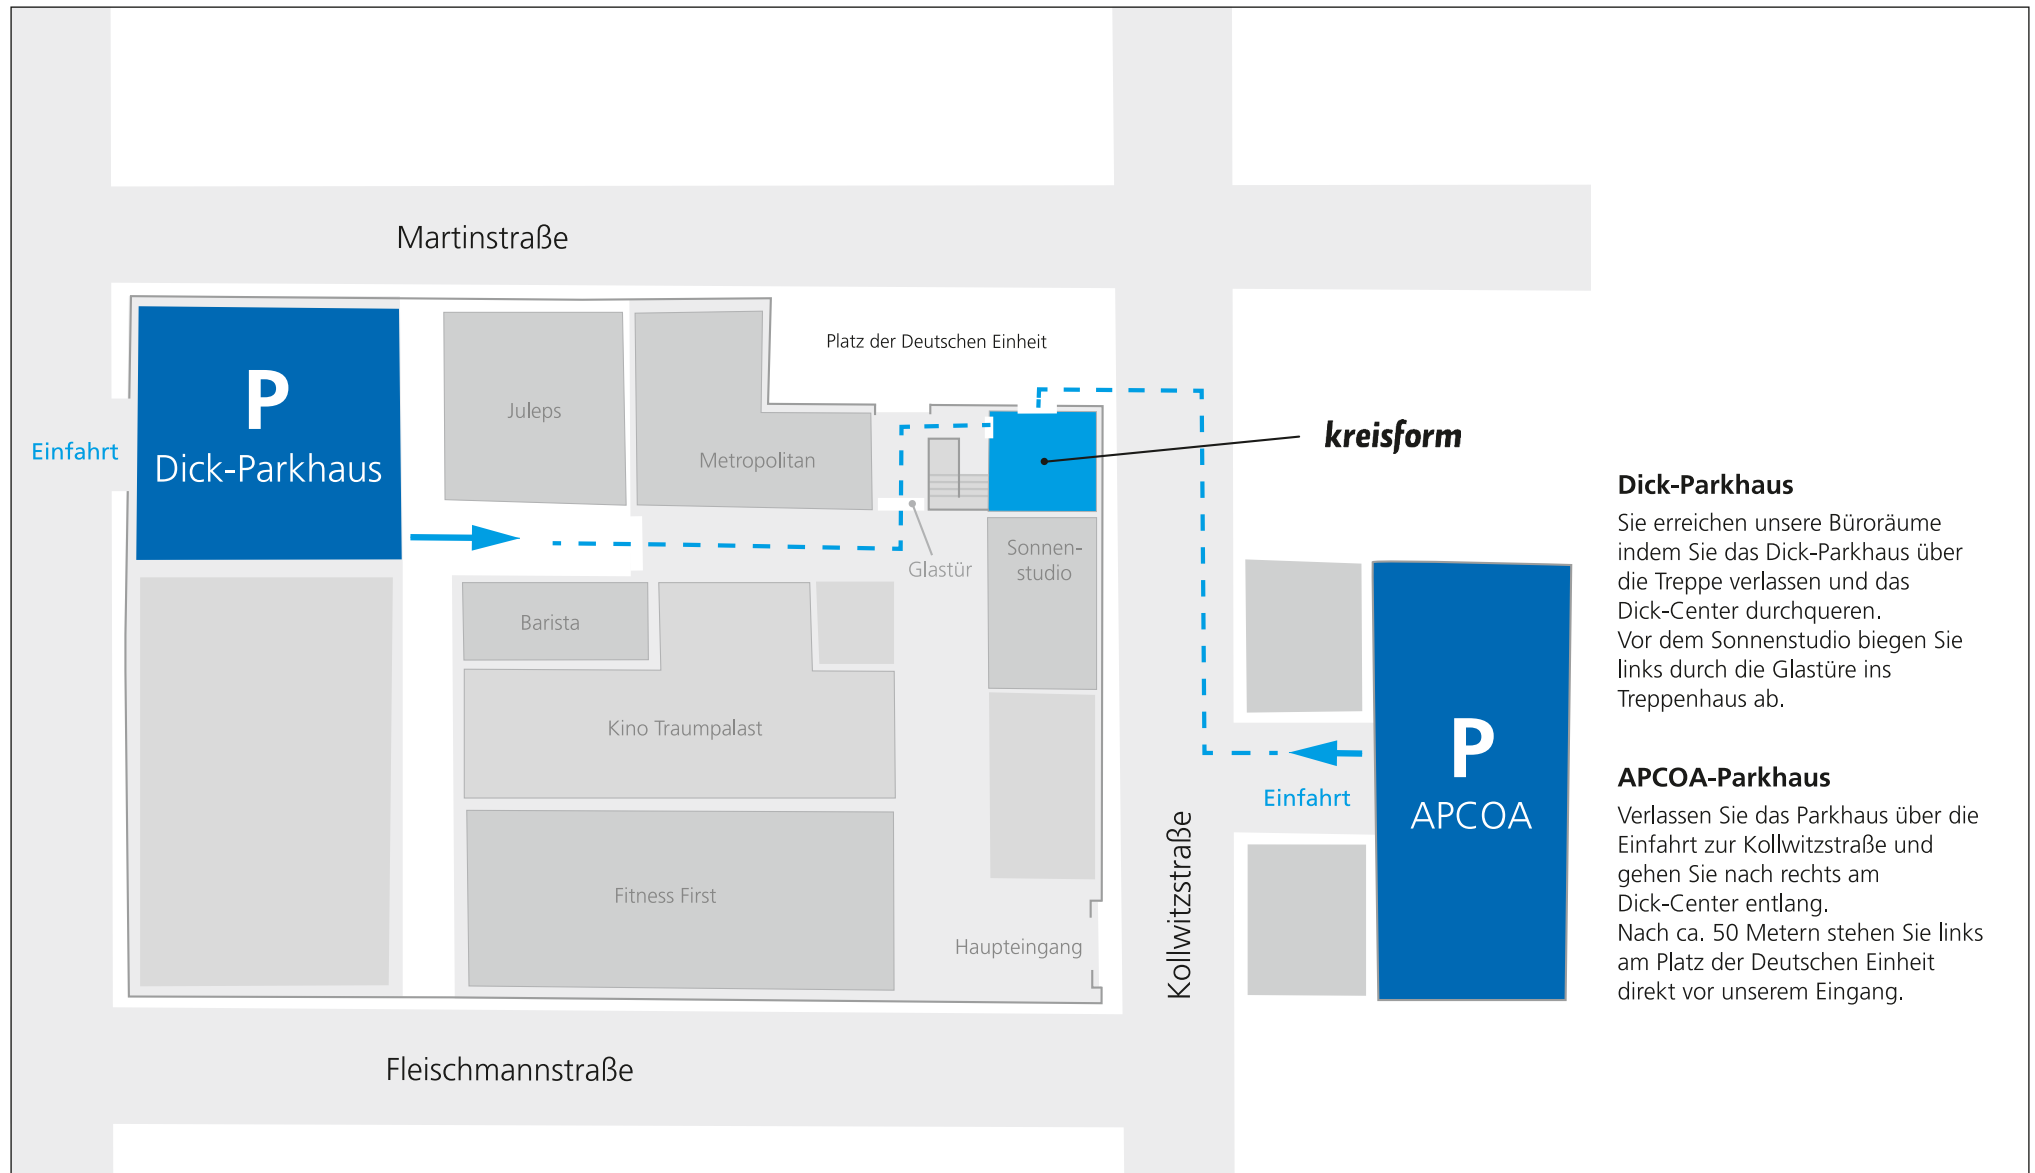 Martinstraße
Platz der Deutschen Einheit
P
Dick-Parkhaus
Einfahrt
Juleps
Metropolitan
kreisform
Glastür
Sonnen-
studio
Barista
Kino Traumpalast
Fitness First
Haupteingang
Kollwitzstraße
Einfahrt
P
APCOA
Fleischmannstraße
Dick-Parkhaus
Sie erreichen unsere Büroräume
indem Sie das Dick-Parkhaus über
die Treppe verlassen und das
Dick-Center durchqueren.
Vor dem Sonnenstudio biegen Sie
links durch die Glastüre ins
Treppenhaus ab.
APCOA-Parkhaus
Verlassen Sie das Parkhaus über die
Einfahrt zur Kollwitzstraße und
gehen Sie nach rechts am
Dick-Center entlang.
Nach ca. 50 Metern stehen Sie links
am Platz der Deutschen Einheit
direkt vor unserem Eingang.